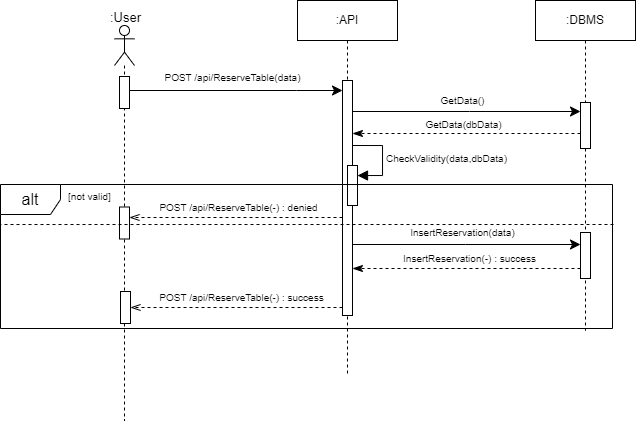 :User
:API
:DBMS
POST /api/ReserveTable(data)
GetData()
GetData(dbData)
CheckValidity(data,dbData)
alt
[not valid]
POST /api/ReserveTable(-) : denied
InsertReservation(data)
InsertReservation(-) : success
POST /api/ReserveTable(-) : success